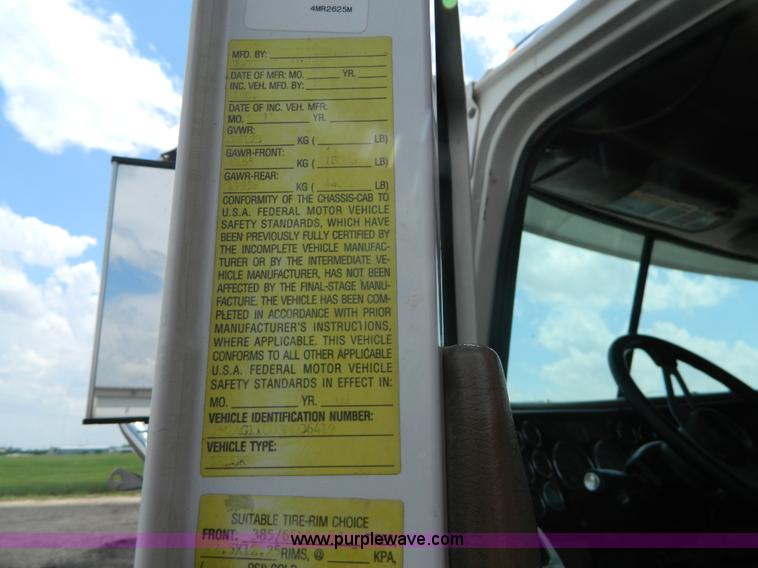 4MR2625M
MFD. BY:
DATE OF MFR: MO. YR.
INC. VEH. MFD. BY:
DATE OF INC. VEH. MFR:
MO. YR.
GVWR:
KG ( LB)
GAWR-FRONT:
KG ( LB)
GAWR-REAR:
KG ( LB)
CONFORMITY OF THE CHASSIS-CAB TO
U.S.A. FEDERAL MOTOR VEHICLE
SAFETY STANDARDS, WHICH HAVE
BEEN PREVIOUSLY FULLY CERTIFIED BY
THE INCOMPLETE VEHICLE MANUFAC-
TURER OR BY THE INTERMEDIATE VE-
HICLE MANUFACTURER, HAS NOT BEEN
AFFECTED BY THE FINAL-STAGE MANU-
FACTURE. THE VEHICLE HAS BEEN COM-
PLETED IN ACCORDANCE WITH PRIOR
MANUFACTURER'S INSTRUCTIONS,
WHERE APPLICABLE. THIS VEHICLE
CONFORMS TO ALL OTHER APPLICABLE
U.S.A. FEDERAL MOTOR VEHICLE
SAFETY STANDARDS IN EFFECT IN:
MO. YR.
VEHICLE IDENTIFICATION NUMBER:
VEHICLE TYPE:
SUITABLE TIRE-RIM CHOICE
FRONT: 385/65
RIMS, @ KPA,
www.purplewave.com